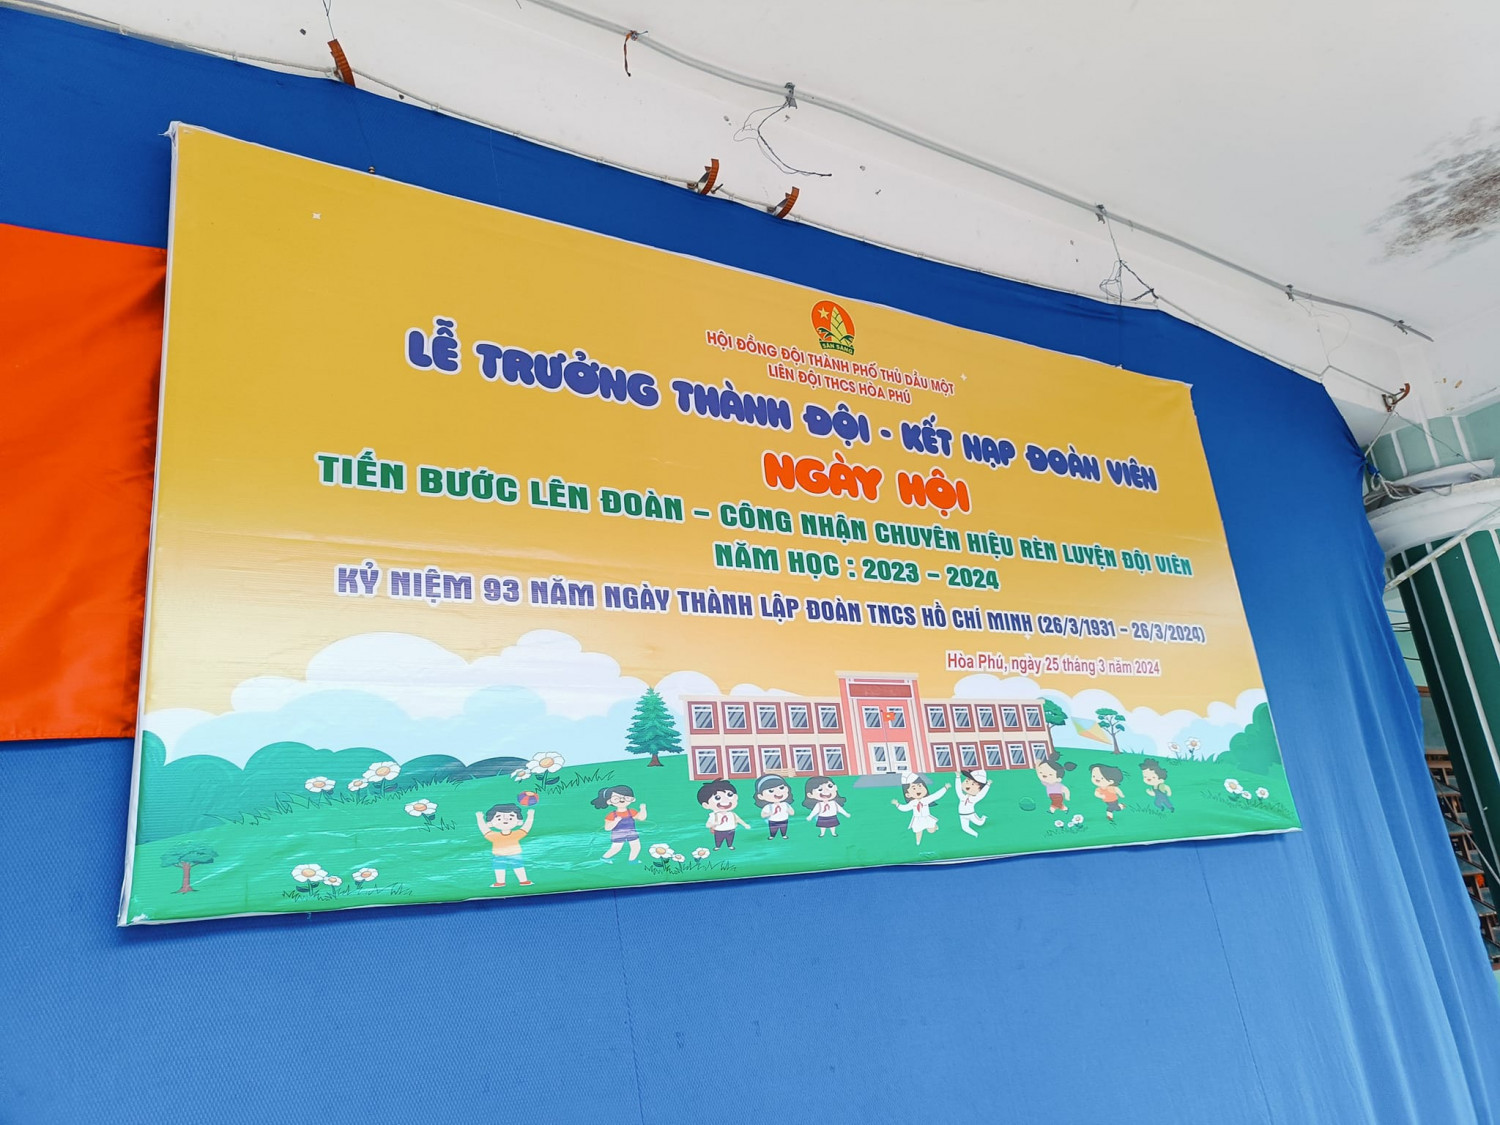 SẴN SÀNG
HỘI ĐỒNG ĐỘI THÀNH PHỐ THỦ DẦU MỘT
LIÊN ĐỘI THCS HÒA PHÚ
LỄ TRƯỞNG THÀNH ĐỘI - KẾT NẠP ĐOÀN VIÊN
NGÀY HỘI
TIẾN BƯỚC LÊN ĐOÀN – CÔNG NHẬN CHUYÊN HIỆU RÈN LUYỆN ĐỘI VIÊN
NĂM HỌC : 2023 – 2024
KỶ NIỆM 93 NĂM NGÀY THÀNH LẬP ĐOÀN TNCS HỒ CHÍ MINH (26/3/1931 – 26/3/2024)
Hòa Phú, ngày 25 tháng 3 năm 2024